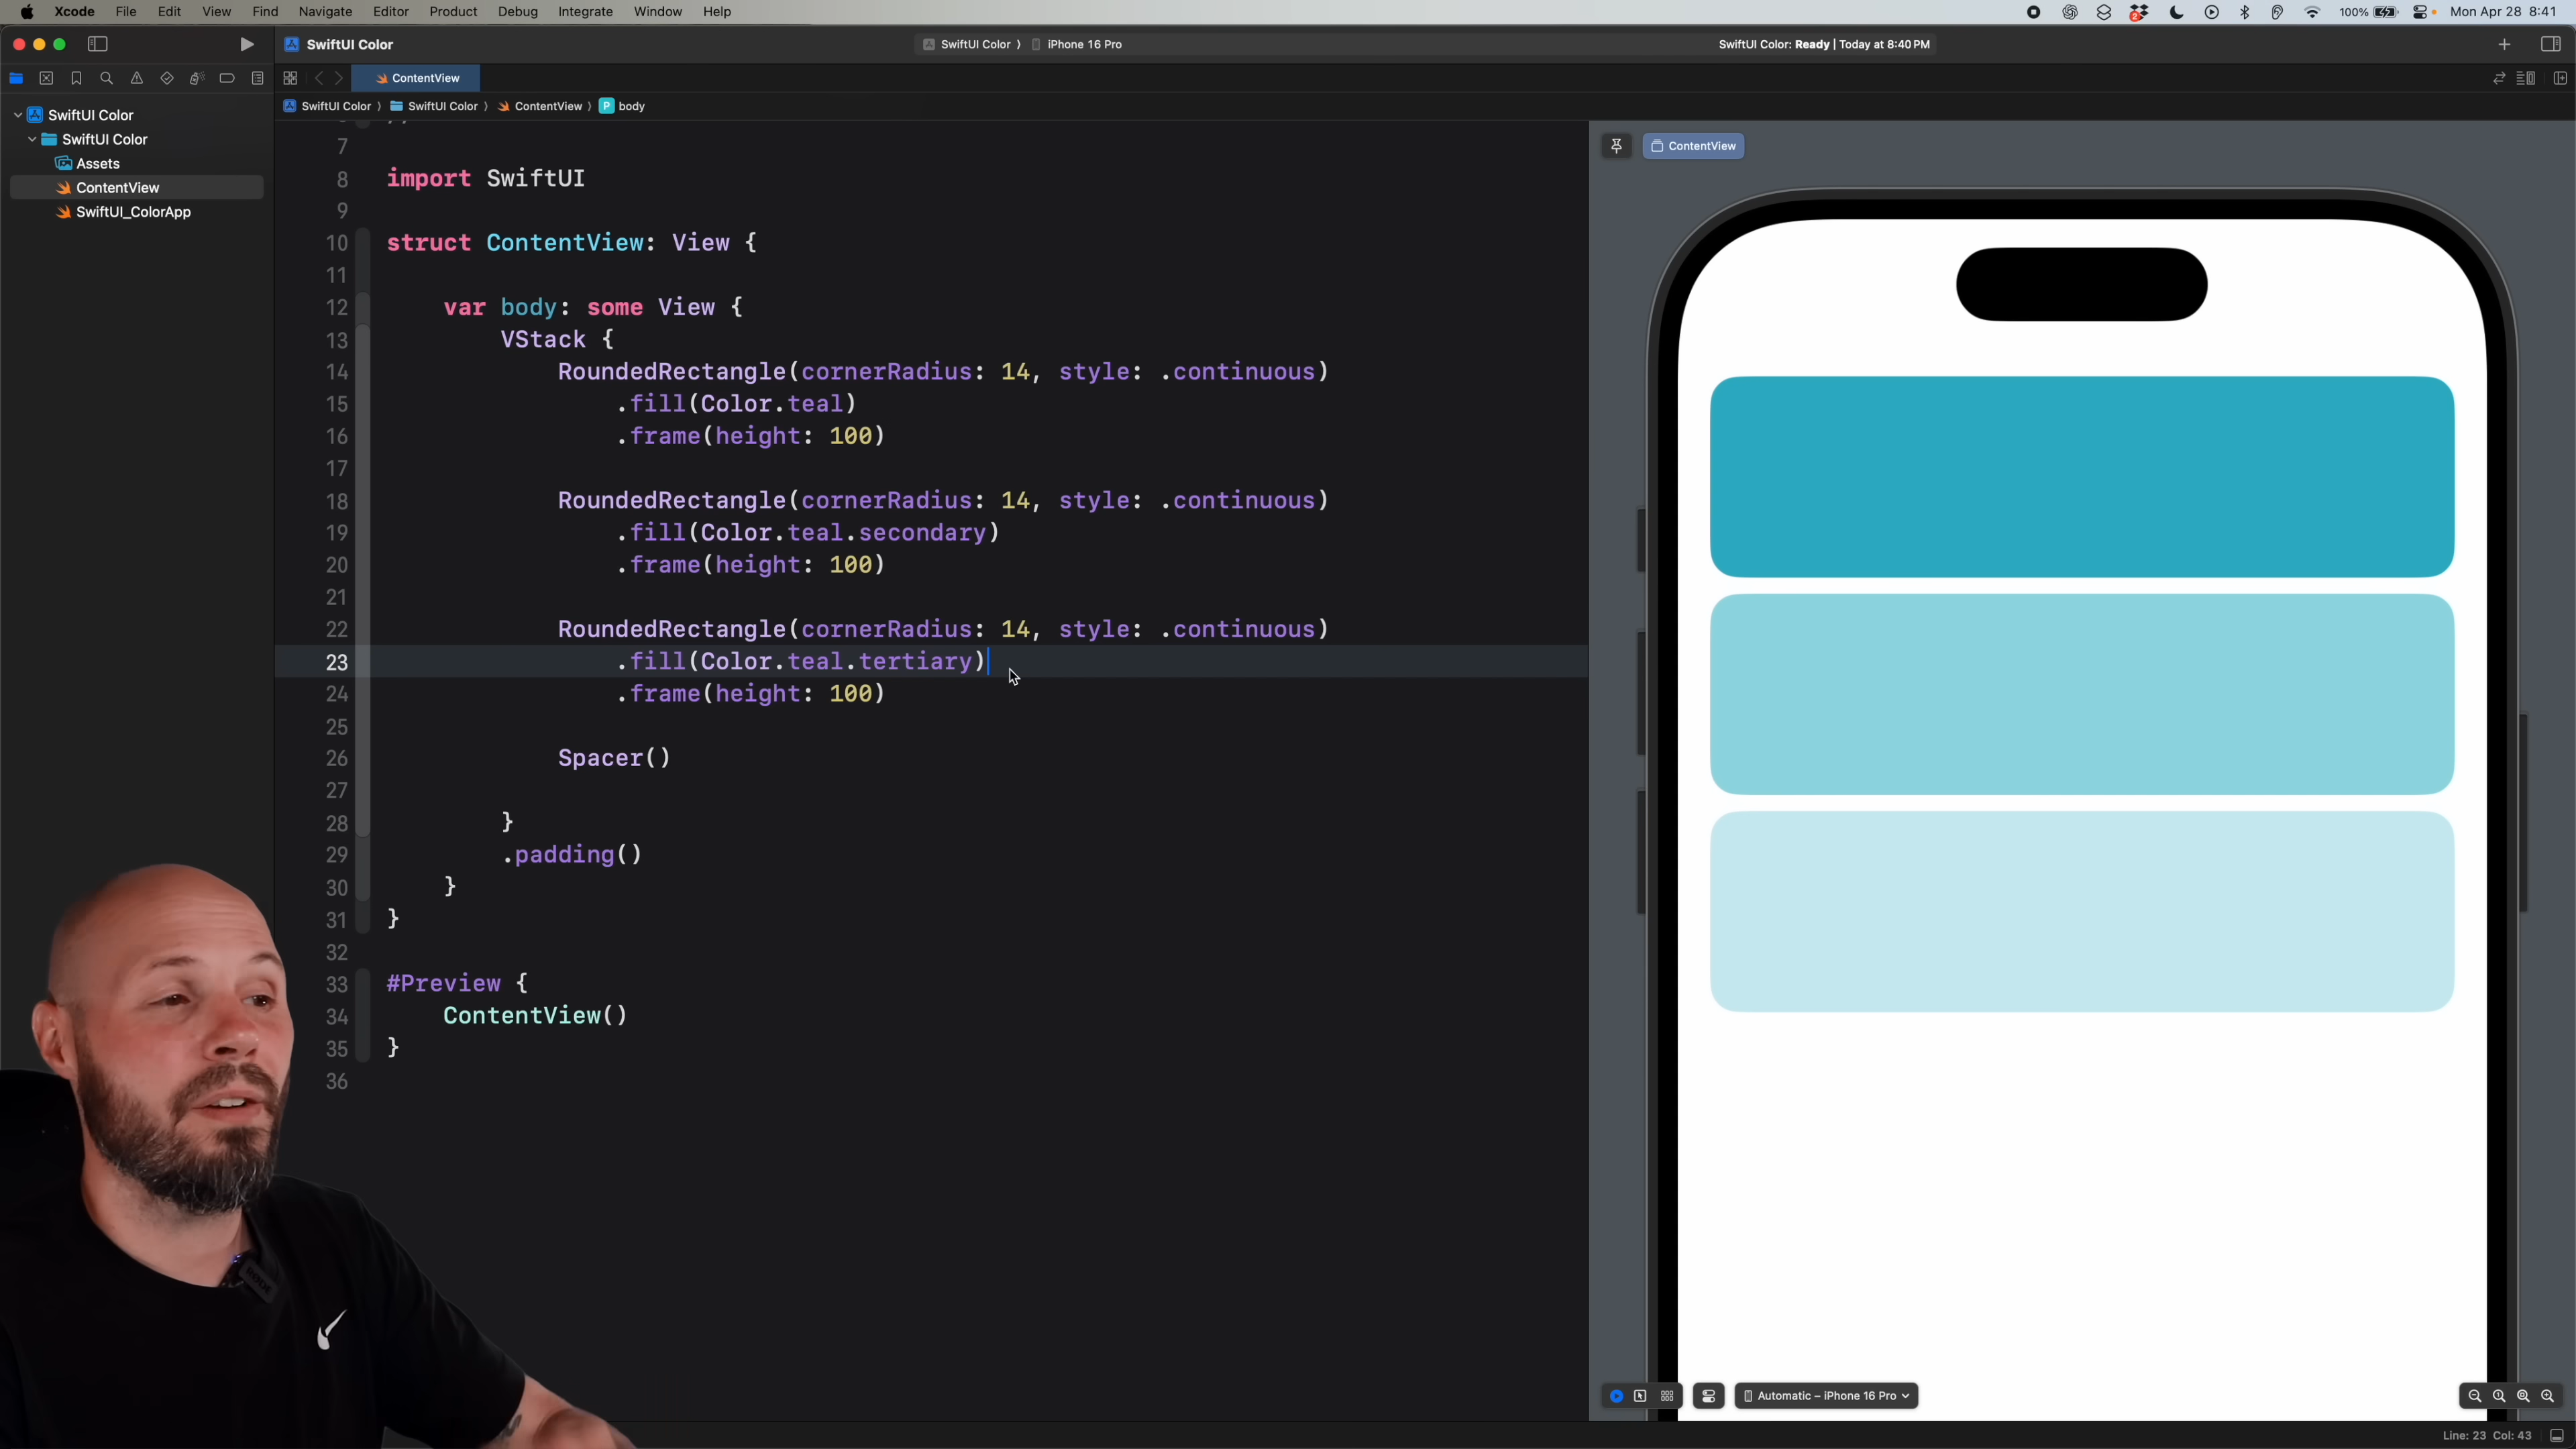 Xcode File Edit View Find Navigate Editor Product Debug Integrate Window Help
2
100%
Mon Apr 28 8:41
SwiftUI Color
SwiftUI Color ⟩ iPhone 16 Pro
SwiftUI Color: Ready | Today at 8:40 PM
ContentView
SwiftUI Color ⟩ SwiftUI Color ⟩ ContentView ⟩ P body
SwiftUI Color
SwiftUI Color
Assets
ContentView
SwiftUI_ColorApp
7
8 import SwiftUI
9
10 struct ContentView: View {
11
12 var body: some View {
13 VStack {
14 RoundedRectangle(cornerRadius: 14, style: .continuous)
15 .fill(Color.teal)
16 .frame(height: 100)
17
18 RoundedRectangle(cornerRadius: 14, style: .continuous)
19 .fill(Color.teal.secondary)
20 .frame(height: 100)
21
22 RoundedRectangle(cornerRadius: 14, style: .continuous)
23 .fill(Color.teal.tertiary)
24 .frame(height: 100)
25
26 Spacer()
27
28 }
29 .padding()
30 }
31 }
32
33 #Preview {
34 ContentView()
35 }
36
ContentView
Automatic – iPhone 16 Pro
Line: 23 Col: 43